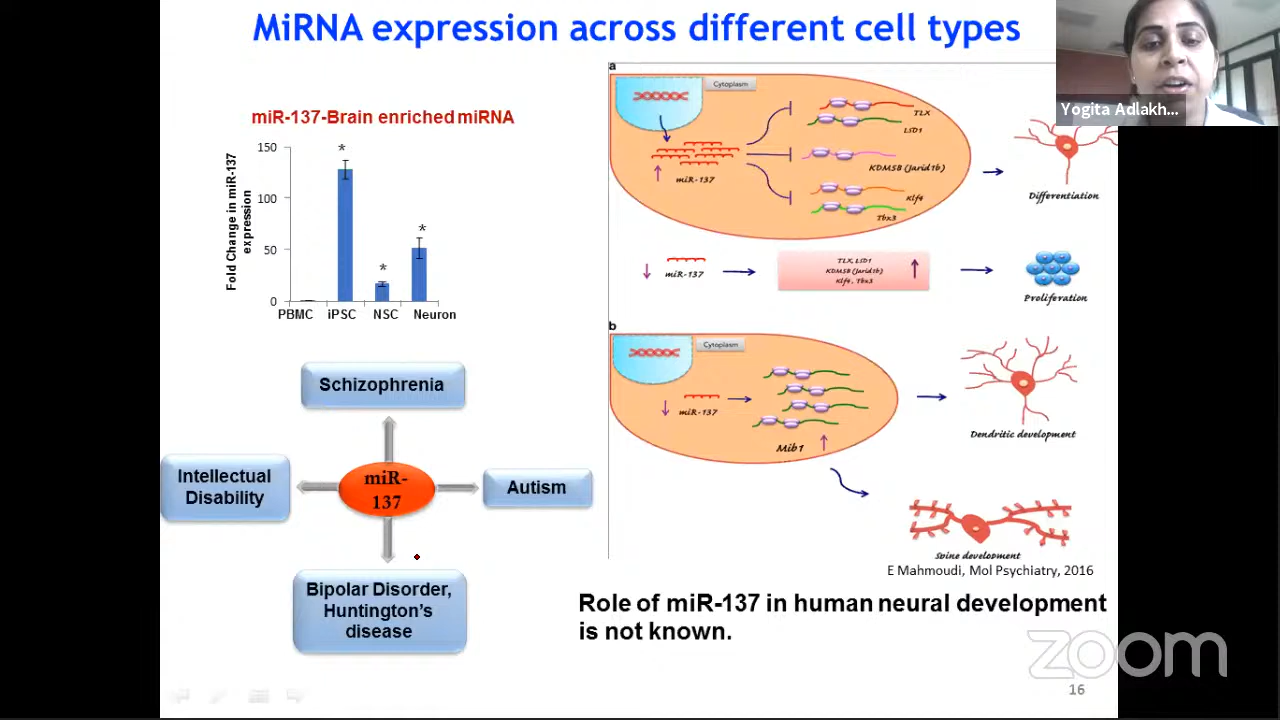 MiRNA expression across different cell types
Yogita Adlakh...
miR-137-Brain enriched miRNA
Fold Change in miR-137
expression
150
100
50
0
*
*
*
PBMC iPSC NSC Neuron
Schizophrenia
Intellectual
Disability
miR-
137
Autism
Bipolar Disorder,
Huntington's
disease
a
Cytoplasm
TLX
LSD1
miR-137
KDM5B (Jarid1b)
Klf4
Tbx3
Differentiation
miR-137
TLX, LSD1
KDM5B (Jarid1b)
Klf4, Tbx3
Proliferation
b
Cytoplasm
miR-137
Mib1
Dendritic development
Spine development
E Mahmoudi, Mol Psychiatry, 2016
Role of miR-137 in human neural development
is not known.
zoom
16